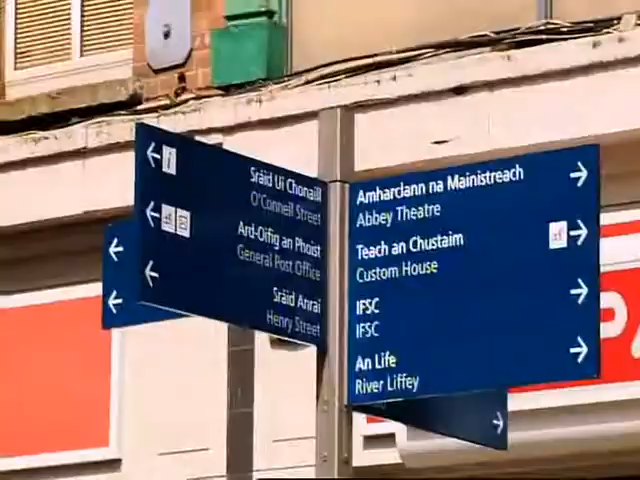 Sráid Uí Chonaill
O'Connell Street
Ard-Oifig an Phoist
General Post Office
Sráid Anraí
Henry Street
Amharclann na Mainistreach
Abbey Theatre
Teach an Chustaim
Custom House
IFSC
IFSC
An Life
River Liffey